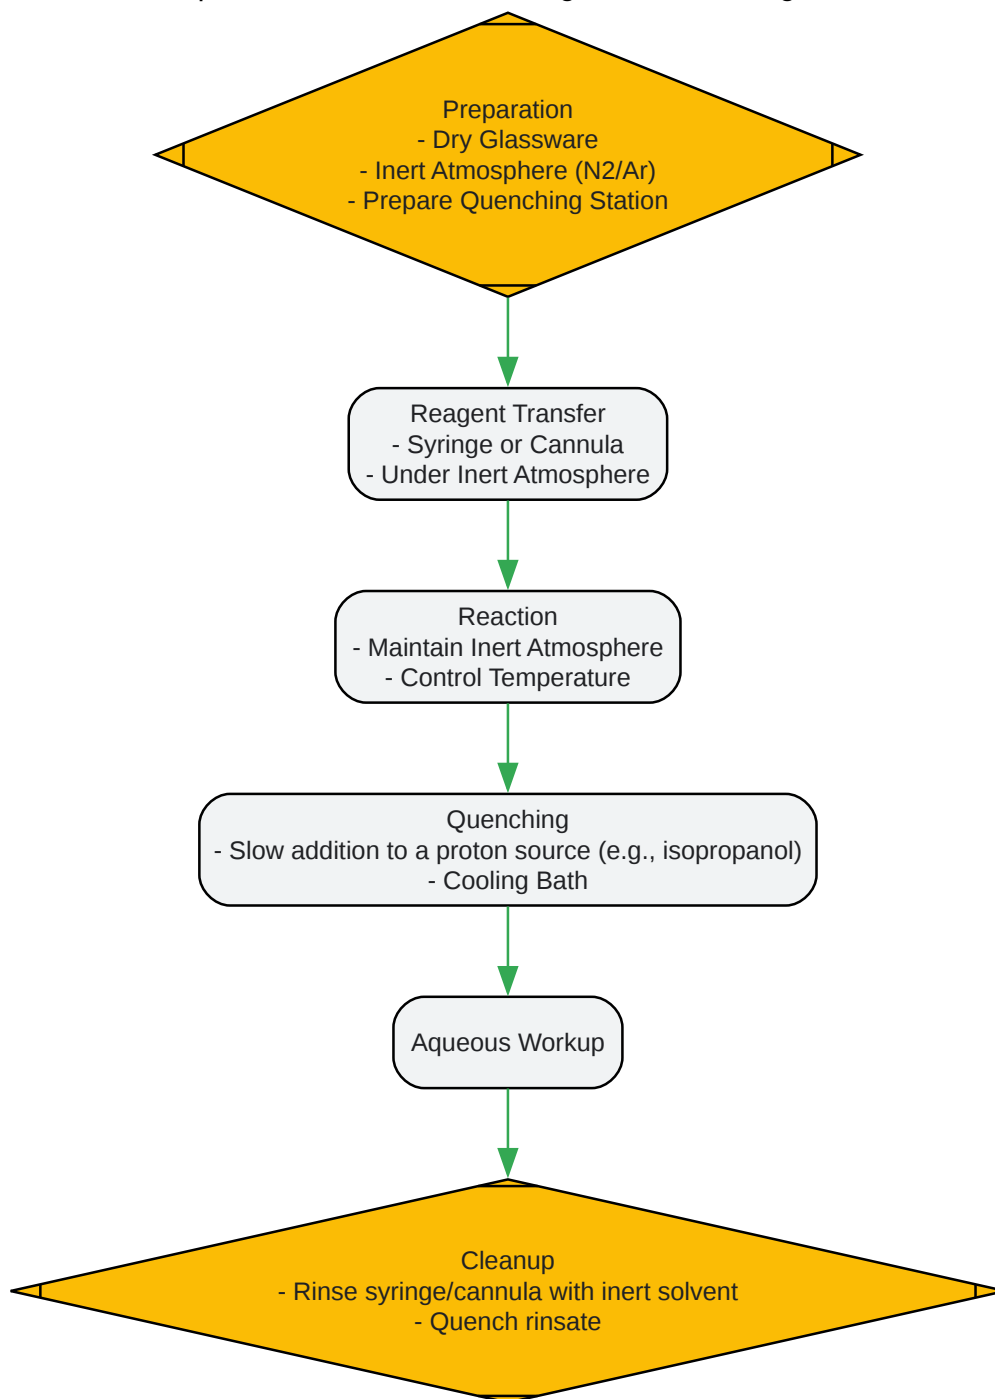 Preparation
- Dry Glassware
- Inert Atmosphere (N2/Ar)
- Prepare Quenching Station
Reagent Transfer
- Syringe or Cannula
- Under Inert Atmosphere
Reaction
- Maintain Inert Atmosphere
- Control Temperature
Quenching
- Slow addition to a proton source (e.g., isopropanol)
- Cooling Bath
Aqueous Workup
Cleanup
- Rinse syringe/cannula with inert solvent
- Quench rinsate